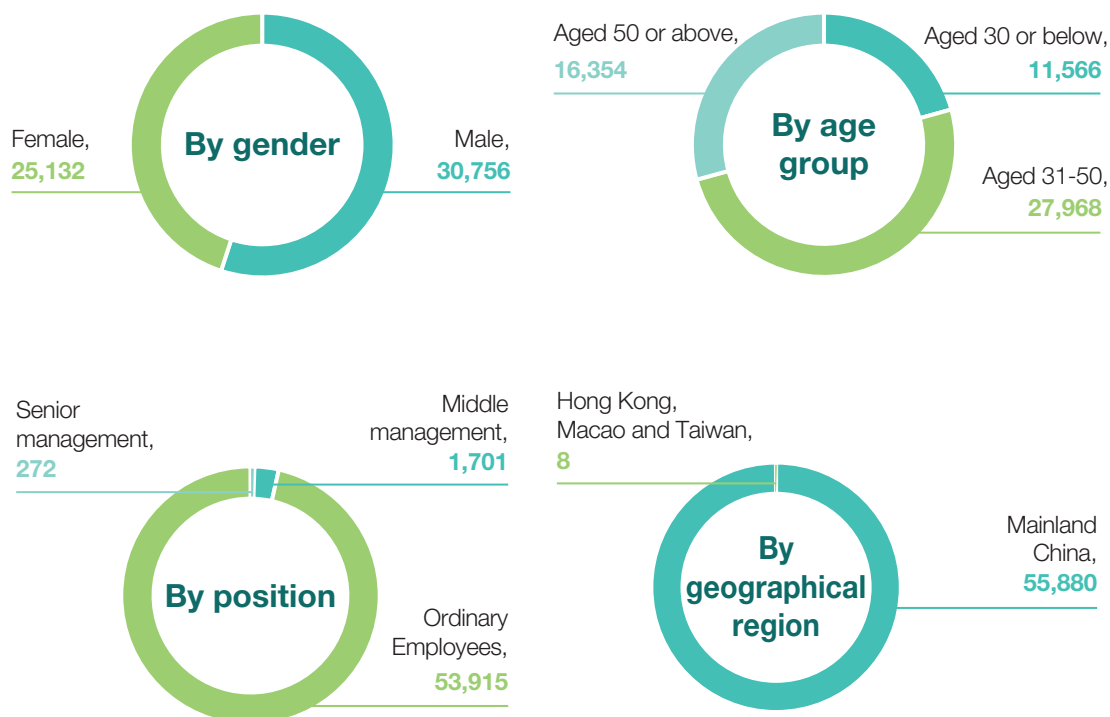 Female,
25,132
By gender
Male,
30,756
Aged 50 or above,
16,354
By age
group
Aged 30 or below,
11,566
Aged 31-50,
27,968
Senior
management,
272
Middle
management,
1,701
By position
Ordinary
Employees,
53,915
Hong Kong,
Macao and Taiwan,
8
By
geographical
region
Mainland
China,
55,880